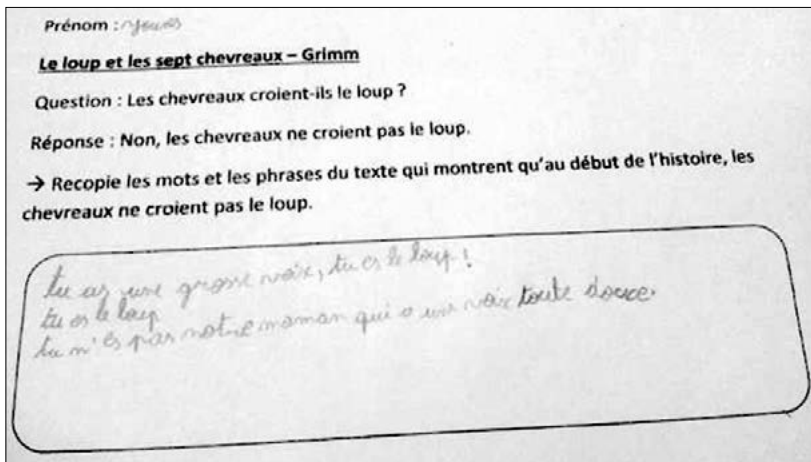 Prénom :
Le loup et les sept chevreaux – Grimm
Question : Les chevreaux croient-ils le loup ?
Réponse : Non, les chevreaux ne croient pas le loup.
→ Recopie les mots et les phrases du texte qui montrent qu'au début de l'histoire, les
chevreaux ne croient pas le loup.
tu as une grosse voix, tu es le loup !
tu es le loup
tu n'es pas notre maman qui a une voix toute douce.